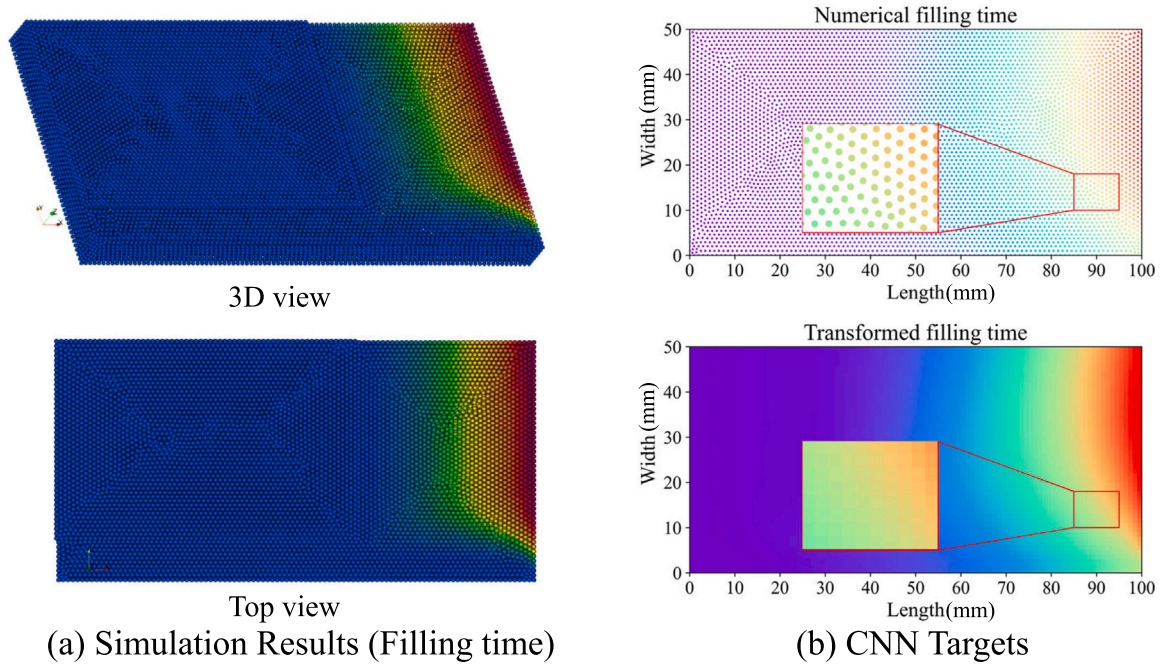 3D view
Top view
(a) Simulation Results (Filling time)
Numerical filling time
50
40
30
20
10
0
Width (mm)
0 10 20 30 40 50 60 70 80 90 100
Length(mm)
Transformed filling time
50
40
30
20
10
0
Width (mm)
0 10 20 30 40 50 60 70 80 90 100
Length(mm)
(b) CNN Targets